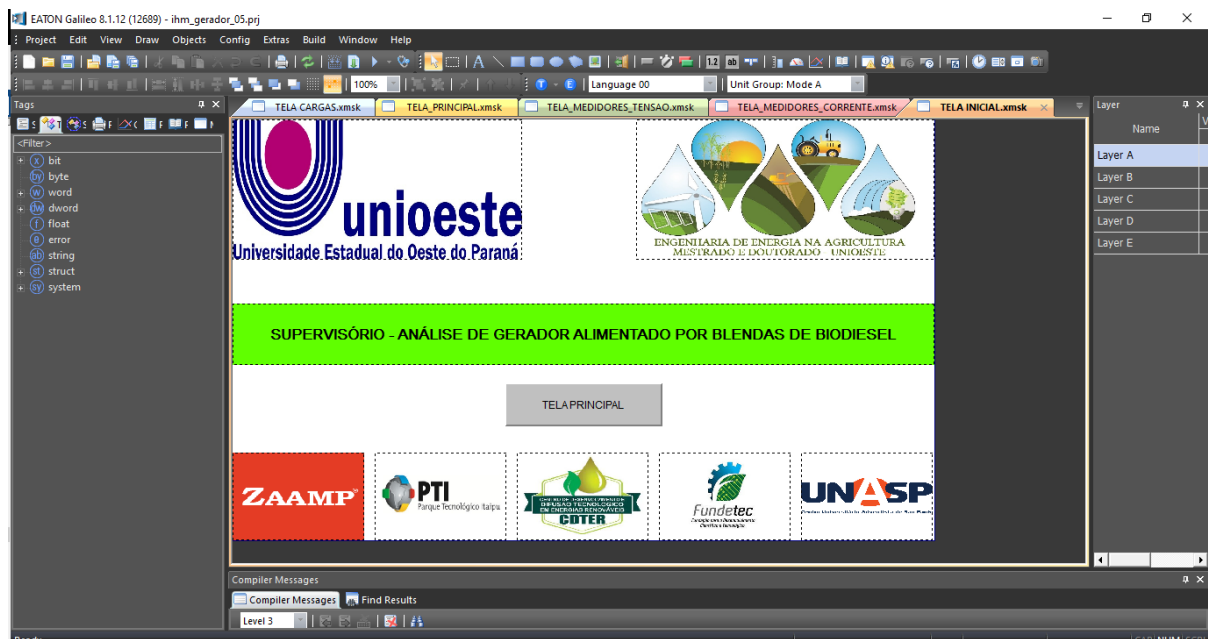 EATON Galileo 8.1.12 (12689) - ihm_gerador_05.prj
Project Edit View Draw Objects Config Extras Build Window Help
100% Language 00 Unit Group: Mode A
Tags
TELA CARGAS.xmsk TELA_PRINCIPAL.xmsk TELA_MEDIDORES_TENSAO.xmsk TELA_MEDIDORES_CORRENTE.xmsk TELA INICIAL.xmsk
Layer
Name
<Filter>
bit
byte
word
dword
float
error
string
struct
system
Layer A
Layer B
Layer C
Layer D
Layer E
unioeste
Universidade Estadual do Oeste do Paraná
ENGENHARIA DE ENERGIA NA AGRICULTURA
MESTRADO E DOUTORADO - UNIOESTE
SUPERVISÓRIO - ANÁLISE DE GERADOR ALIMENTADO POR BLENDAS DE BIODIESEL
TELA PRINCIPAL
ZAAMP
PTI
Parque Tecnológico Itaipu
CDTER
Fundetec
UNASP
Compiler Messages
Compiler Messages Find Results
Level 3
Ready
NUM